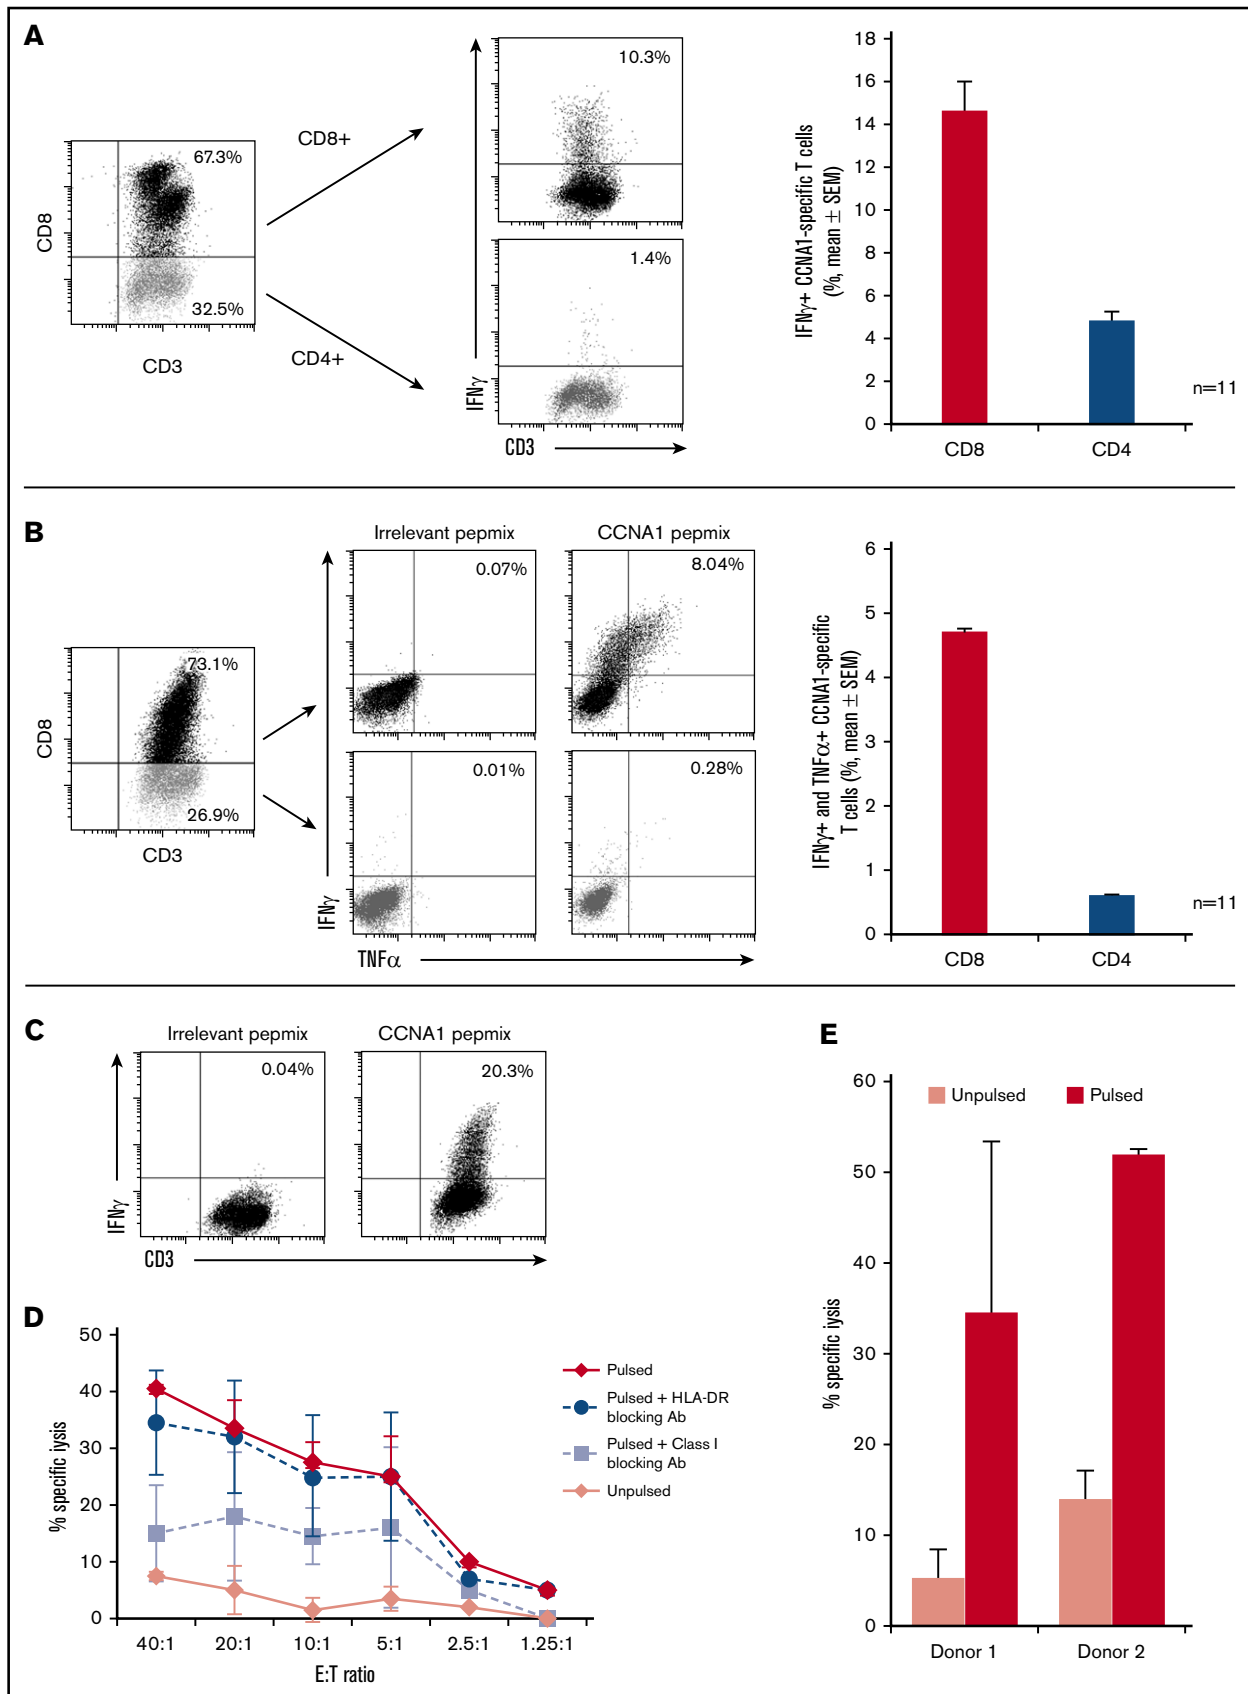 A
67.3%
32.5%
CD8
CD3
CD8+
CD4+
10.3%
1.4%
IFNγ
CD3
IFNγ+ CCNA1-specific T cells
(%, mean ± SEM)
18
16
14
12
10
8
6
4
2
0
CD8
CD4
n=11
B
73.1%
26.9%
CD8
CD3
Irrelevant pepmix
CCNA1 pepmix
0.07%
8.04%
0.01%
0.28%
IFNγ
TNFα
IFNγ+ and TNFα+ CCNA1-specific
T cells (%, mean ± SEM)
6
5
4
3
2
1
0
CD8
CD4
n=11
C
Irrelevant pepmix
CCNA1 pepmix
0.04%
20.3%
IFNγ
CD3
D
% specific iysis
50
40
30
20
10
0
40:1
20:1
10:1
5:1
2.5:1
1.25:1
E:T ratio
Pulsed
Pulsed + HLA-DR
blocking Ab
Pulsed + Class I
blocking Ab
Unpulsed
E
% specific iysis
60
50
40
30
20
10
0
Unpulsed
Pulsed
Donor 1
Donor 2